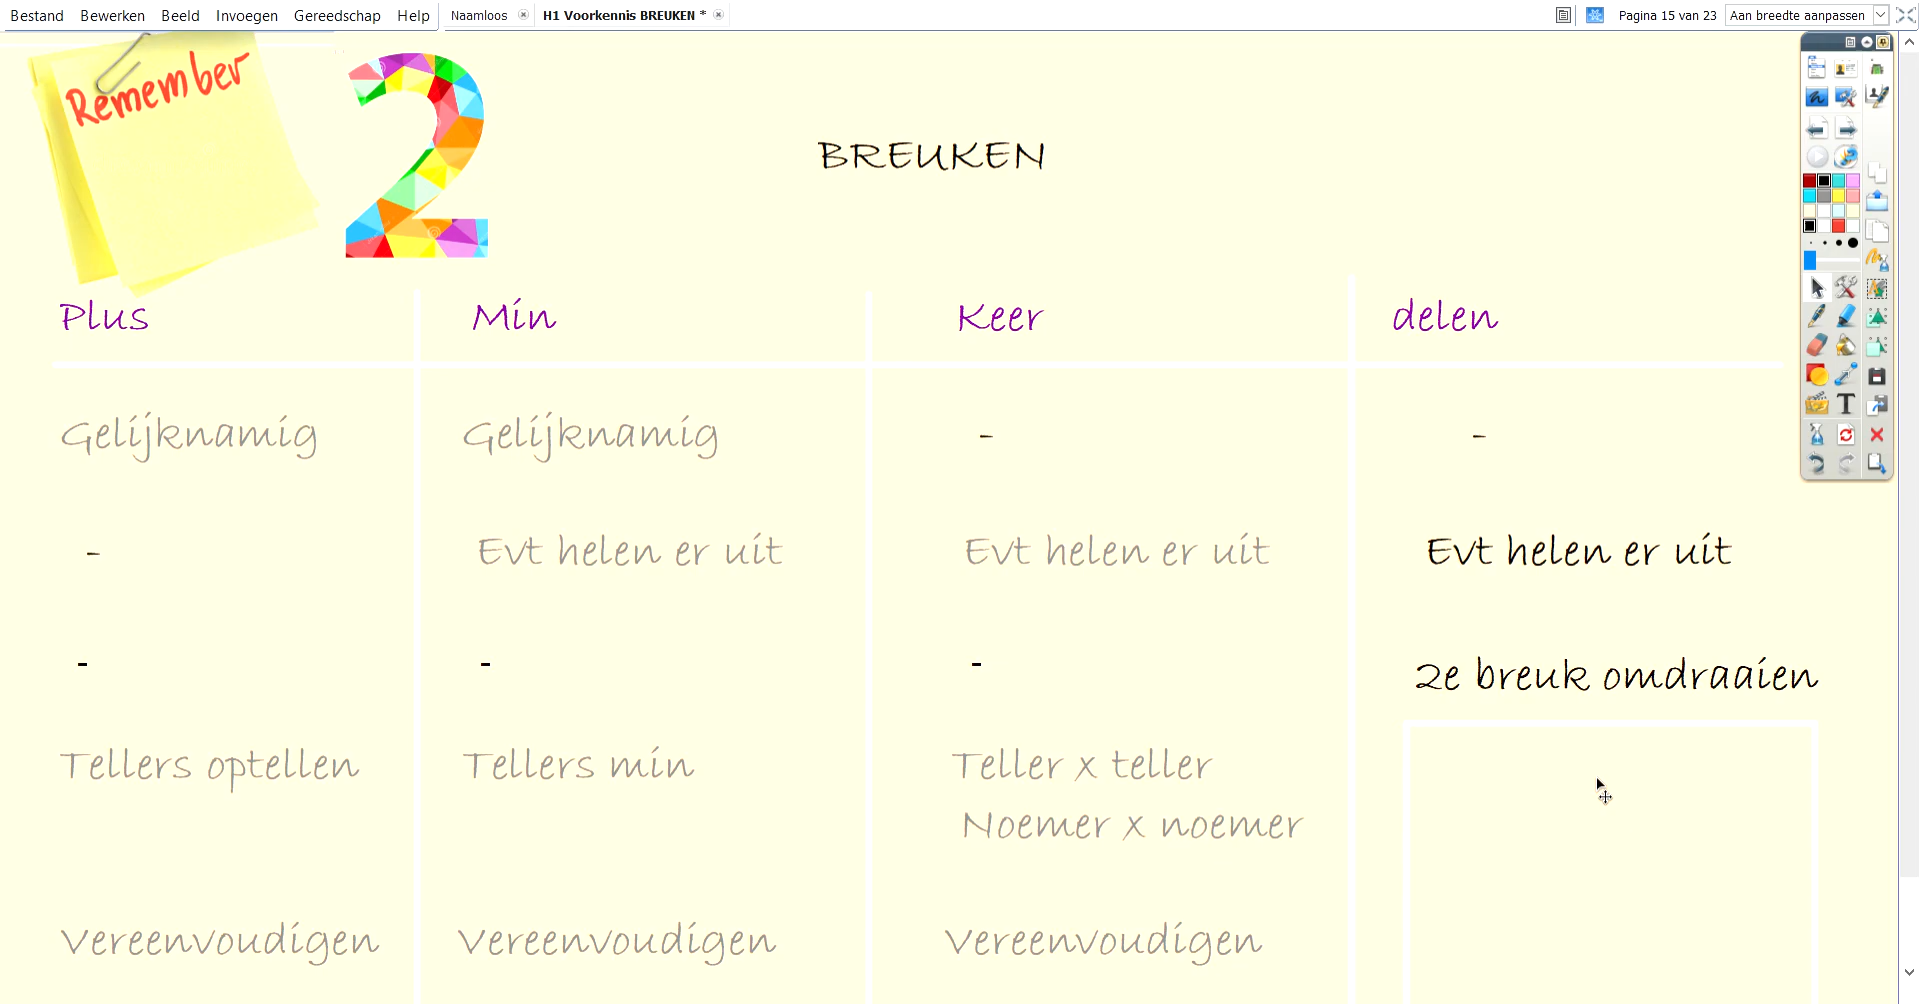 Bestand Bewerken Beeld Invoegen Gereedschap Help Naamloos H1 Voorkennis BREUKEN * Pagina 15 van 23 Aan breedte aanpassen
Remember
2
BREUKEN
Plus Min Keer delen
Gelijknamig Gelijknamig - -
- Evt helen er uit Evt helen er uit Evt helen er uit
- - - 2e breuk omdraaien
Tellers optellen Tellers min Teller x teller
Noemer x noemer
Vereenvoudigen Vereenvoudigen Vereenvoudigen